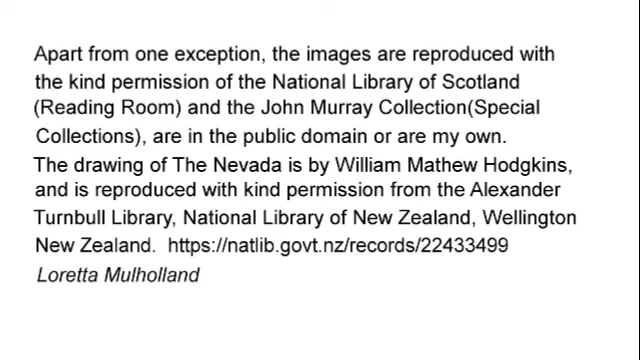 Apart from one exception, the images are reproduced with
the kind permission of the National Library of Scotland
(Reading Room) and the John Murray Collection(Special
Collections), are in the public domain or are my own.
The drawing of The Nevada is by William Mathew Hodgkins,
and is reproduced with kind permission from the Alexander
Turnbull Library, National Library of New Zealand, Wellington
New Zealand.  https://natlib.govt.nz/records/22433499
Loretta Mulholland